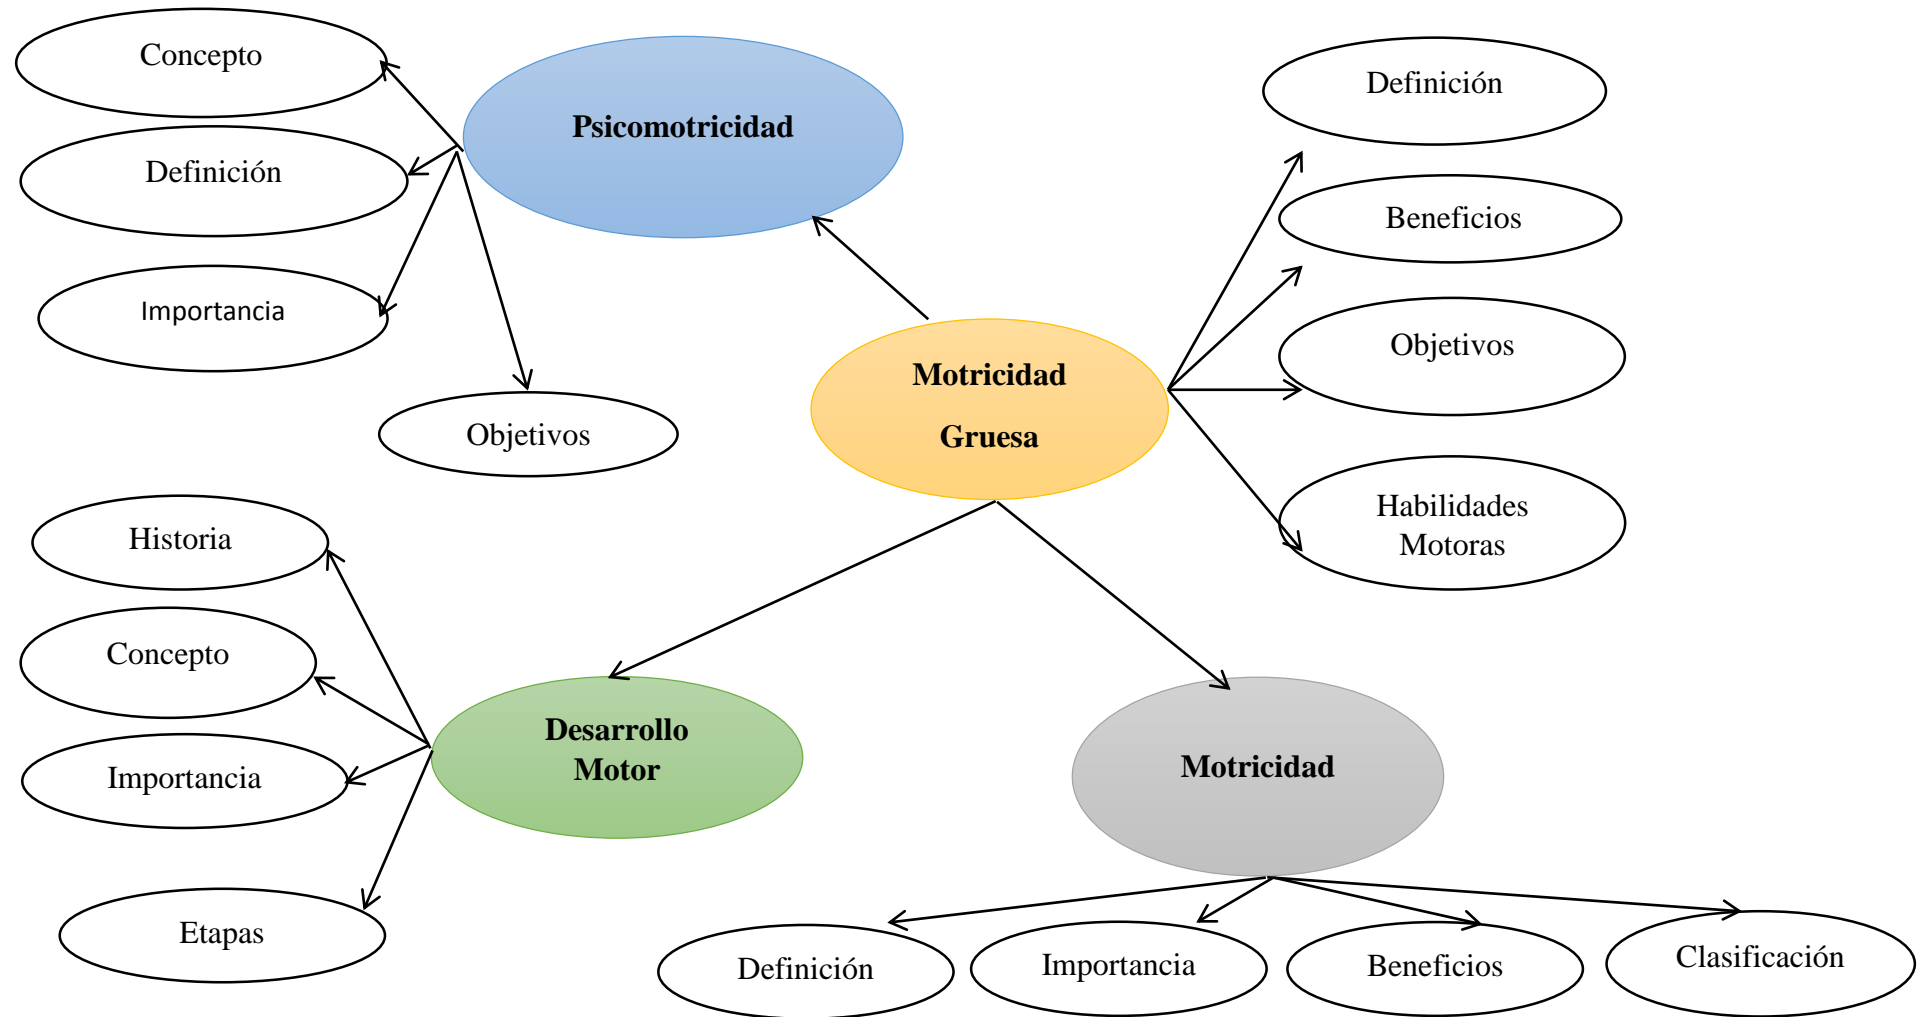 Concepto
Definición
Importancia
Objetivos
Psicomotricidad
Definición
Beneficios
Objetivos
Habilidades
Motoras
Motricidad
Gruesa
Historia
Concepto
Importancia
Etapas
Desarrollo
Motor
Motricidad
Definición
Importancia
Beneficios
Clasificación